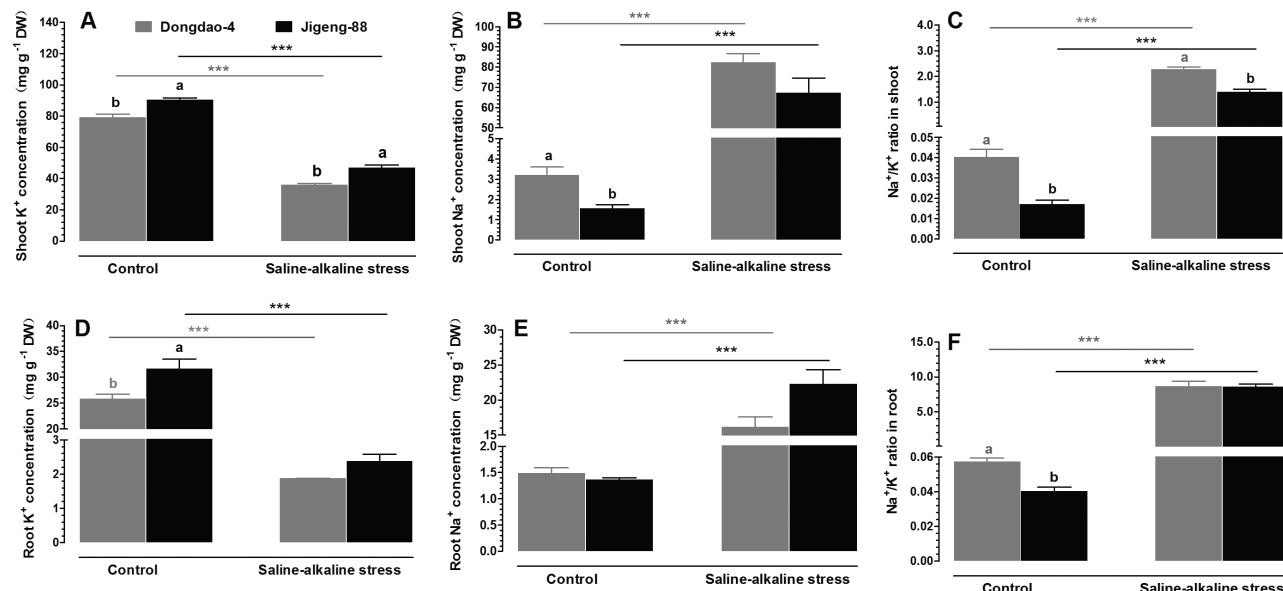 A
Dongdao-4
Jigeng-88
Shoot K⁺ concentration (mg g⁻¹ DW)
140
120
100
80
60
40
20
0
***
***
b
a
b
a
Control
Saline-alkaline stress
B
Shoot Na⁺ concentration (mg g⁻¹ DW)
100
90
80
70
60
50
6
5
4
3
2
1
0
***
***
a
b
Control
Saline-alkaline stress
C
Na⁺/K⁺ ratio in shoot
4.0
3.0
2.0
1.0
0.05
0.04
0.03
0.02
0.01
0.00
***
***
a
b
a
b
Control
Saline-alkaline stress
D
Root K⁺ concentration (mg g⁻¹ DW)
40
35
30
25
20
3
2
1
0
***
***
b
a
Control
Saline-alkaline stress
E
Root Na⁺ concentration (mg g⁻¹ DW)
30
25
20
15
2.0
1.5
1.0
0.5
0.0
***
***
Control
Saline-alkaline stress
F
Na⁺/K⁺ ratio in root
15.0
10.0
5.0
0.06
0.04
0.02
0.00
***
***
a
b
Control
Saline-alkaline stress